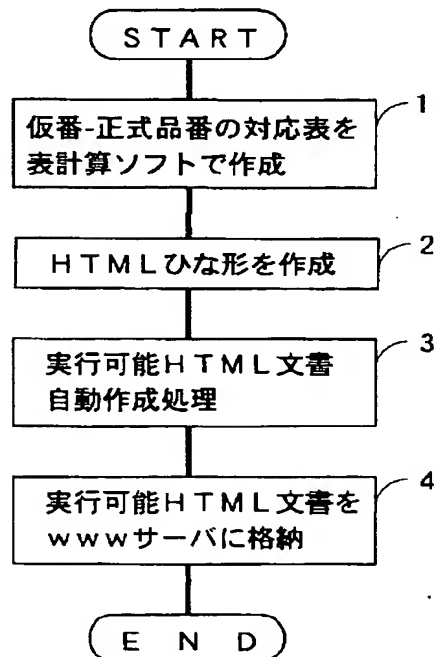 ＳＴＡＲＴ
1
仮番-正式品番の対応表を
表計算ソフトで作成
2
ＨＴＭＬひな形を作成
3
実行可能ＨＴＭＬ文書
自動作成処理
4
実行可能ＨＴＭＬ文書を
ｗｗｗサーバに格納
ＥＮＤ